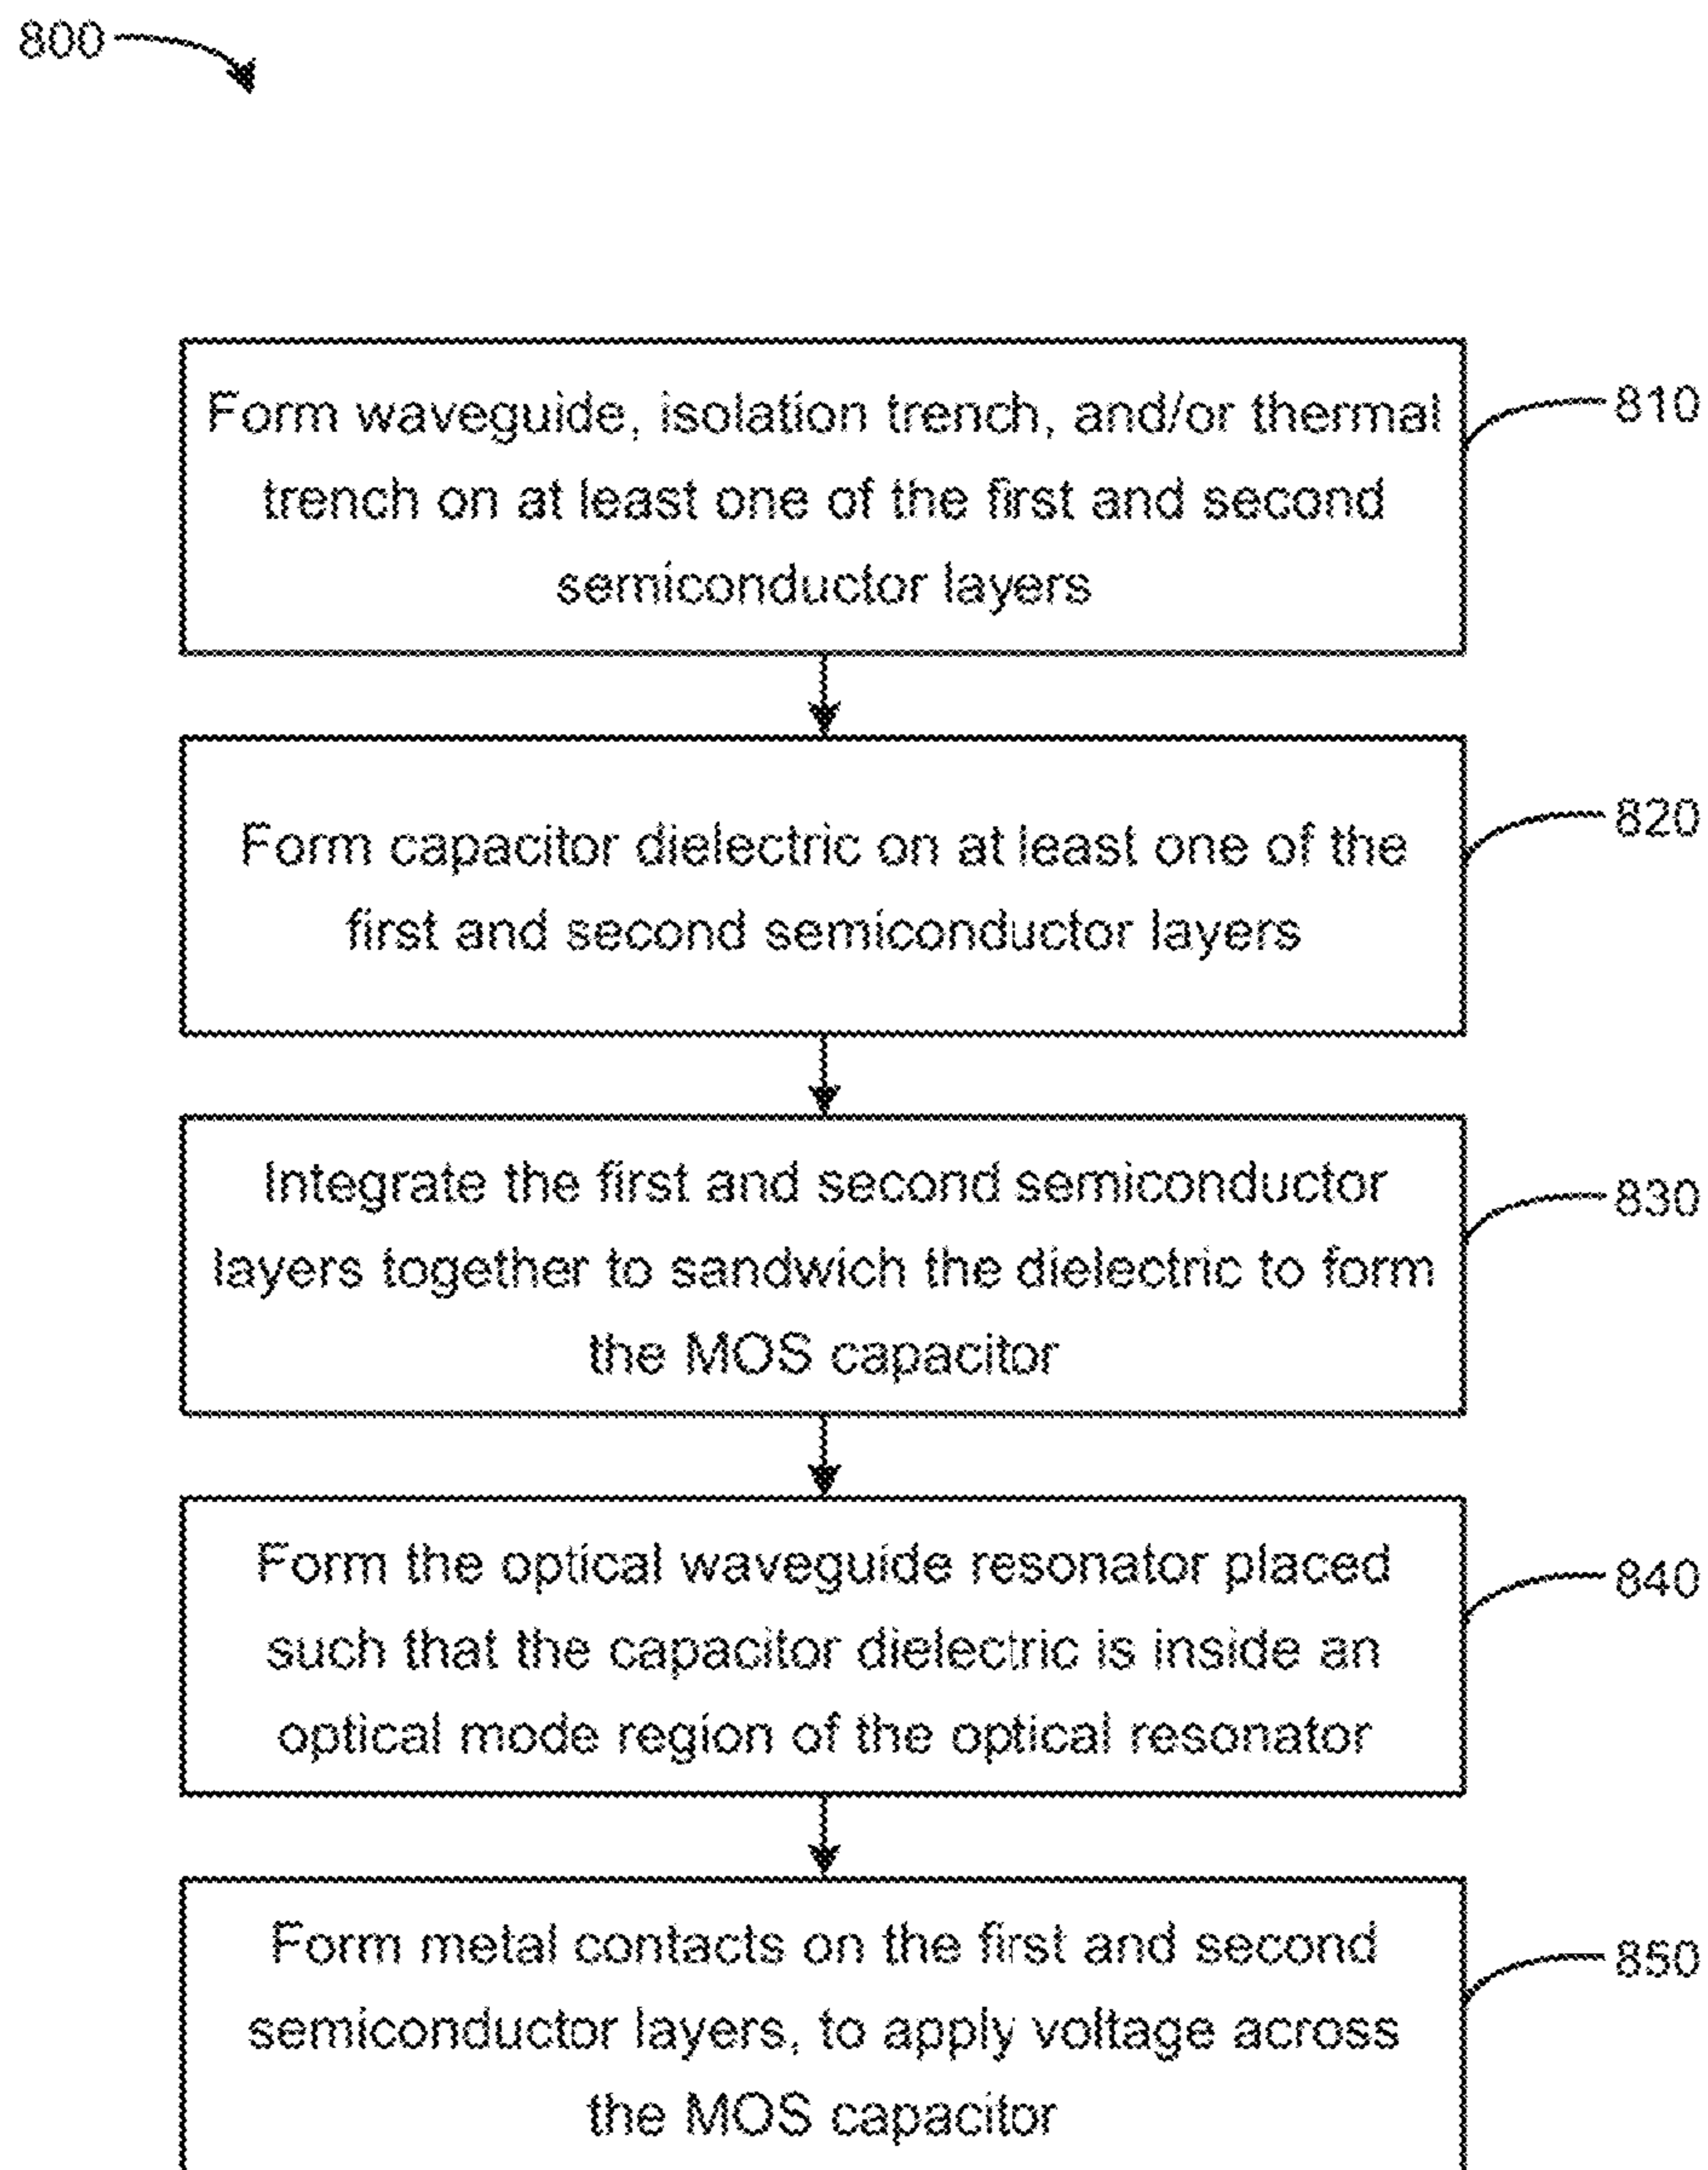 800
Form waveguide, isolation trench, and/or thermal
810
trench on at least one of the first and second
semiconductor layers
820
Form capacitor dielectric on at least one of the
first and second semiconductor layers
830
Integrate the first and second semiconductor
layers together to sandwich the dielectric to form
the MOS capacitor
840
Form the optical waveguide resonator placed
such that the capacitor dielectric is inside an
optical mode region of the optical resonator
850
Form metal contacts on the first and second
semiconductor layers, to apply voltage across
the MOS capacitor